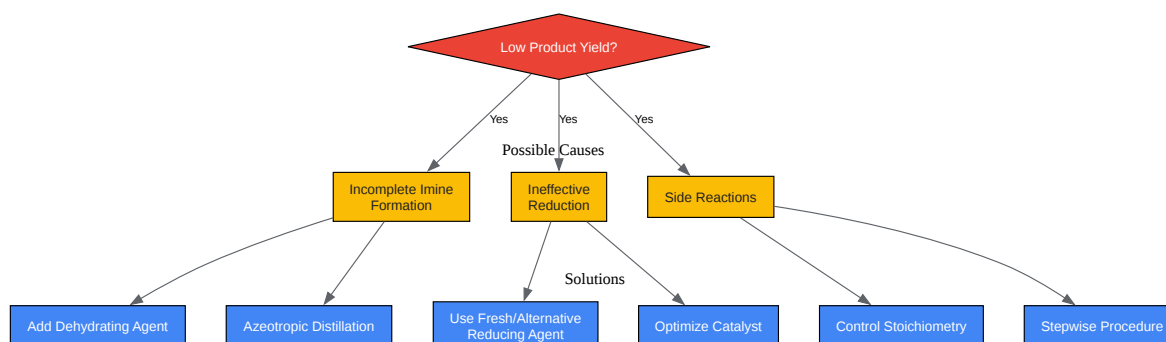 Low Product Yield?
Yes
Yes
Yes
Possible Causes
Incomplete Imine
Formation
Ineffective
Reduction
Side Reactions
Solutions
Add Dehydrating Agent
Azeotropic Distillation
Use Fresh/Alternative
Reducing Agent
Optimize Catalyst
Control Stoichiometry
Stepwise Procedure